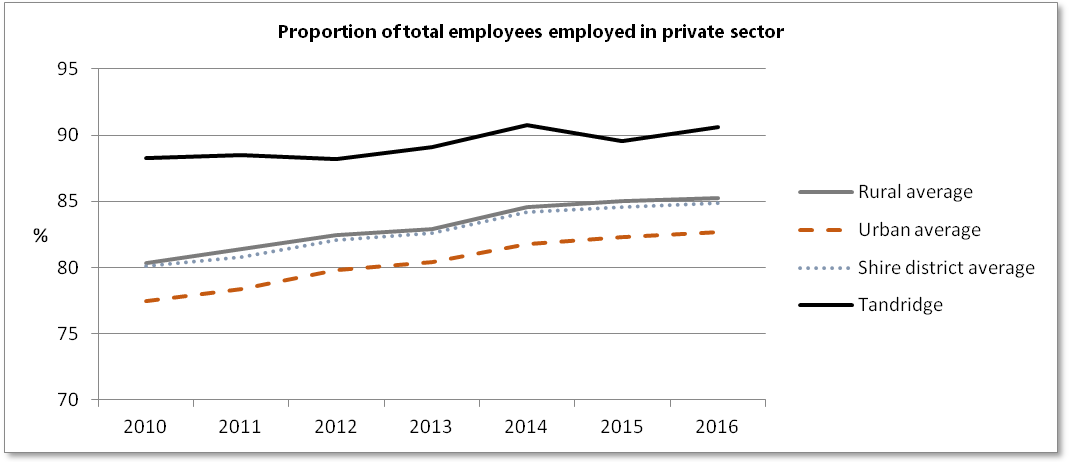 Proportion of total employees employed in private sector
95
90
85
80
75
70
%
2010 2011 2012 2013 2014 2015 2016
Rural average
Urban average
Shire district average
Tandridge